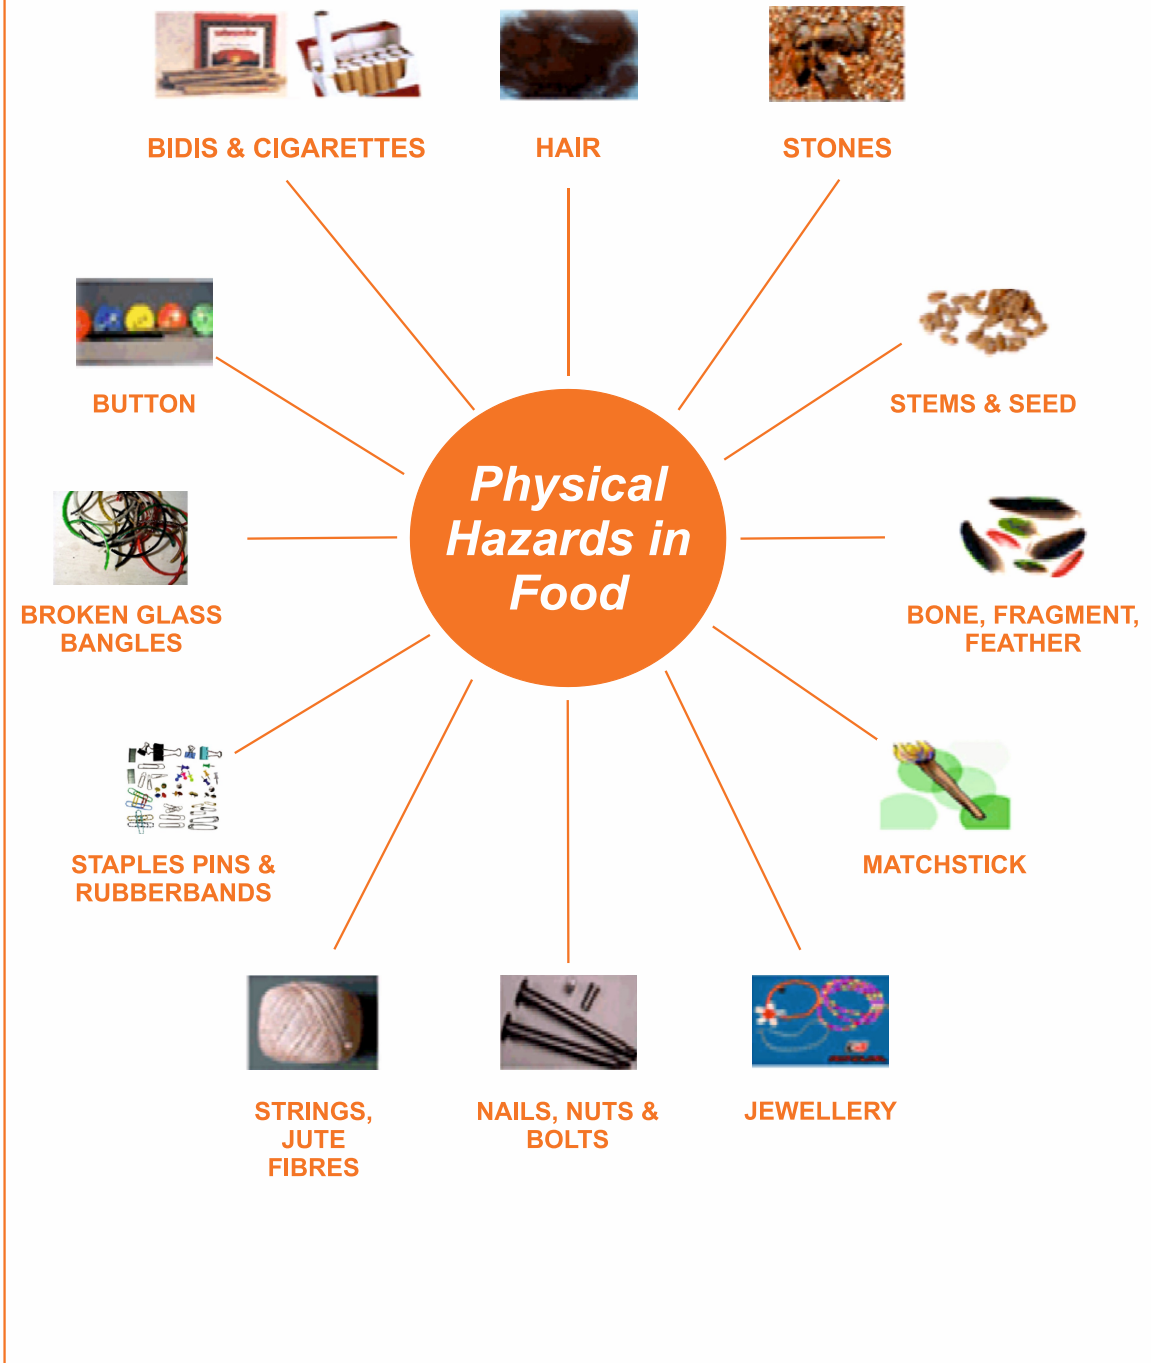 BIDIS & CIGARETTES
HAIR
STONES
BUTTON
STEMS & SEED
Physical
Hazards in
Food
BROKEN GLASS
BANGLES
BONE, FRAGMENT,
FEATHER
STAPLES PINS &
RUBBERBANDS
MATCHSTICK
STRINGS,
JUTE
FIBRES
NAILS, NUTS &
BOLTS
JEWELLERY